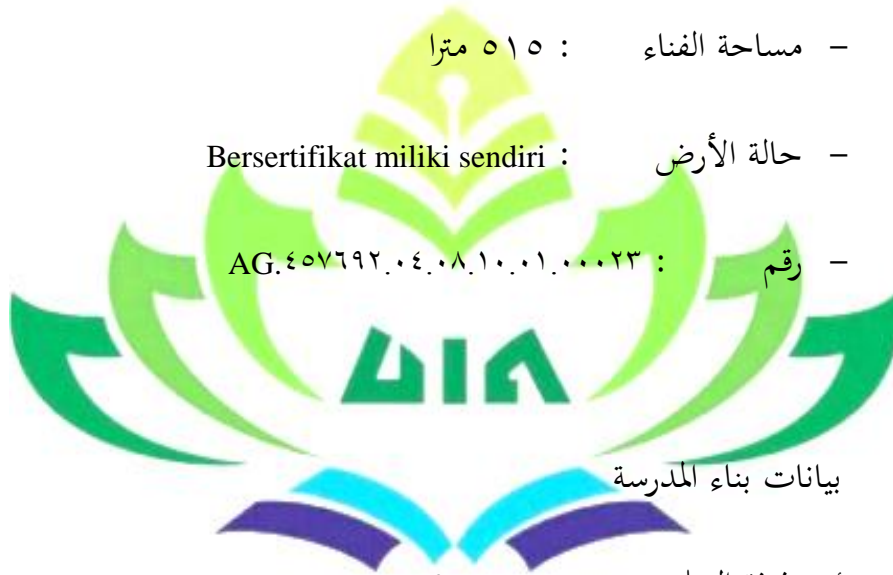 – مساحة الفناء : ٥١٥ مترا
– حالة الأرض : Bersertifikat miliki sendiri
– رقم : AG.٤٥٧٦٩٢.٠٤.٠٨.١٠.٠١.٠٠٠٢٣
بيانات بناء المدرسة